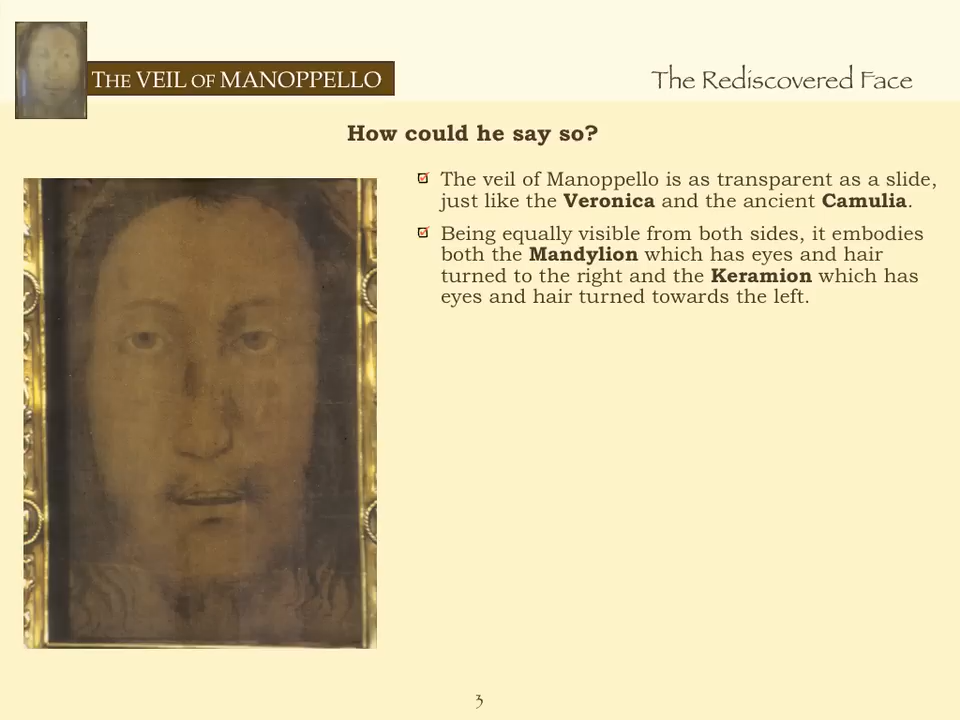 THE VEIL OF MANOPPELLO
The Rediscovered Face
How could he say so?
The veil of Manoppello is as transparent as a slide,
just like the Veronica and the ancient Camulia.
Being equally visible from both sides, it embodies
both the Mandylion which has eyes and hair
turned to the right and the Keramion which has
eyes and hair turned towards the left.
3